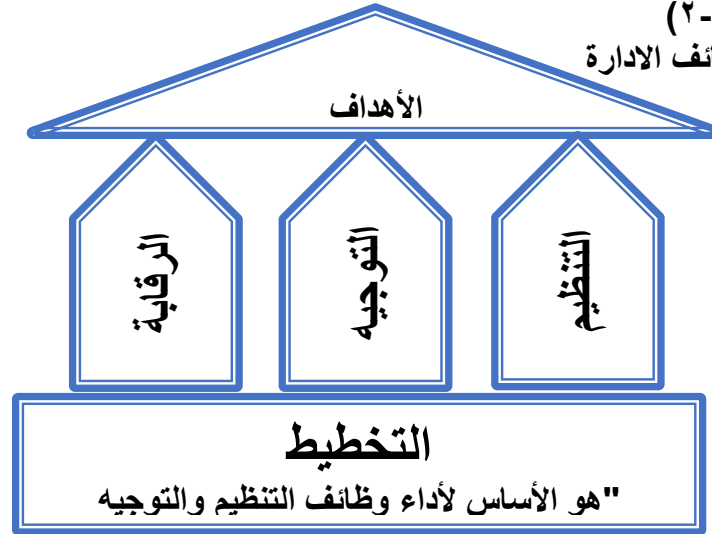 -٢)
ئف الادارة
الأهداف
التنظيم
التوجيه
الرقابة
التخطيط
"هو الأساس لأداء وظائف التنظيم والتوجيه